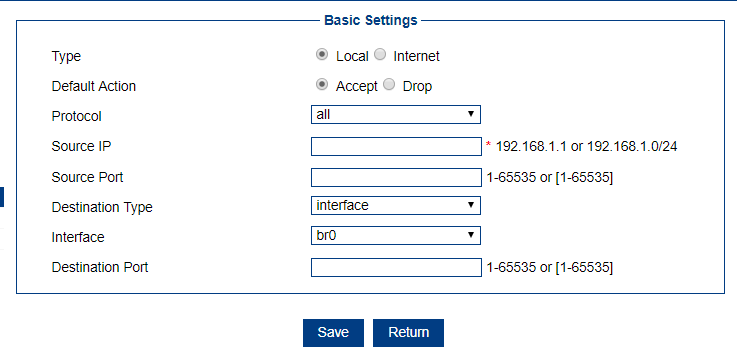 Basic Settings
Type Local Internet
Default Action Accept Drop
Protocol all
Source IP * 192.168.1.1 or 192.168.1.0/24
Source Port 1-65535 or [1-65535]
Destination Type interface
Interface br0
Destination Port 1-65535 or [1-65535]
Save Return